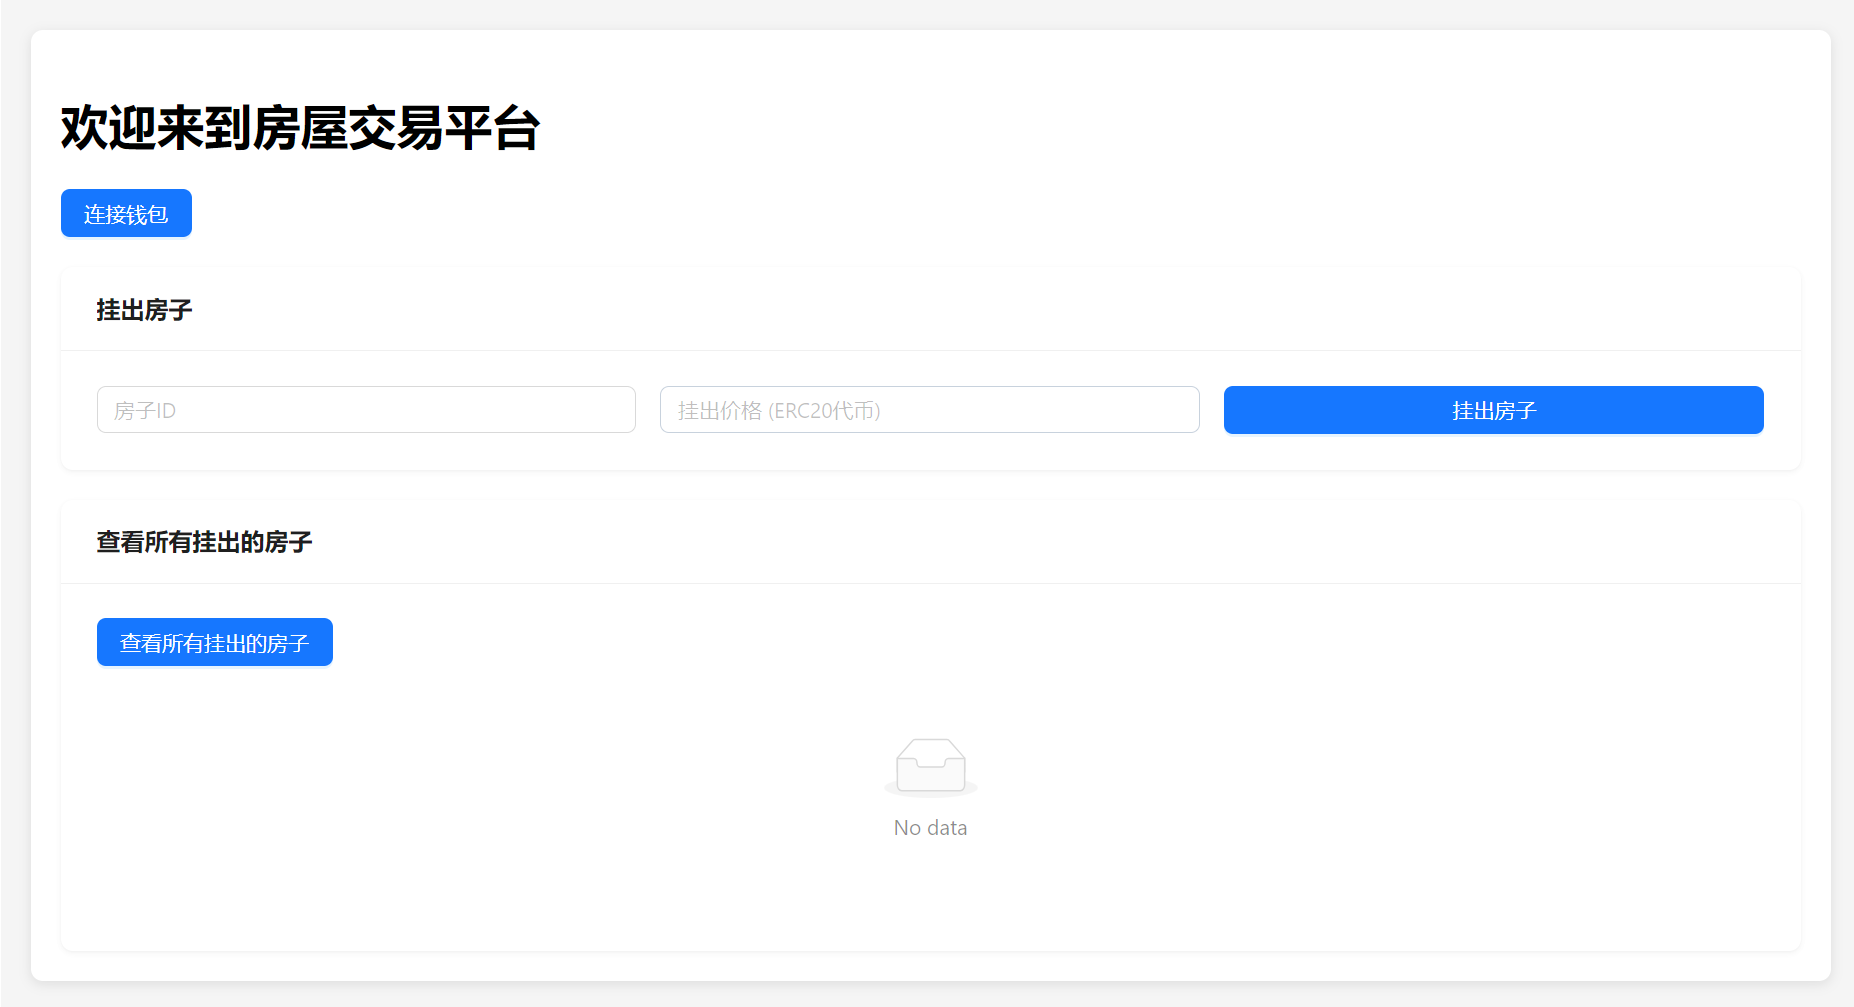 欢迎来到房屋交易平台
连接钱包
挂出房子
房子ID
挂出价格 (ERC20代币)
挂出房子
查看所有挂出的房子
查看所有挂出的房子
No data